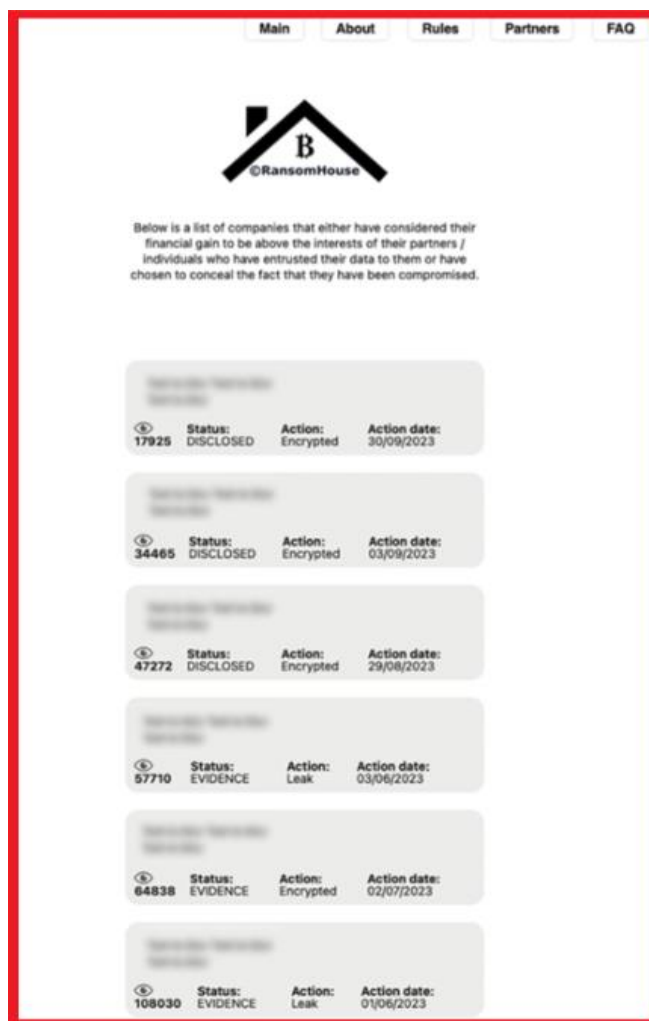 Main About Rules Partners FAQ
B
©RansomHouse
Below is a list of companies that either have considered their
financial gain to be above the interests of their partners /
individuals who have entrusted their data to them or have
chosen to conceal the fact that they have been compromised.
Status: Action: Action date:
17925 DISCLOSED Encrypted 30/09/2023
Status: Action: Action date:
34465 DISCLOSED Encrypted 03/09/2023
Status: Action: Action date:
47272 DISCLOSED Encrypted 29/08/2023
Status: Action: Action date:
57710 EVIDENCE Leak 03/06/2023
Status: Action: Action date:
64838 EVIDENCE Encrypted 02/07/2023
Status: Action: Action date:
108030 EVIDENCE Leak 01/06/2023